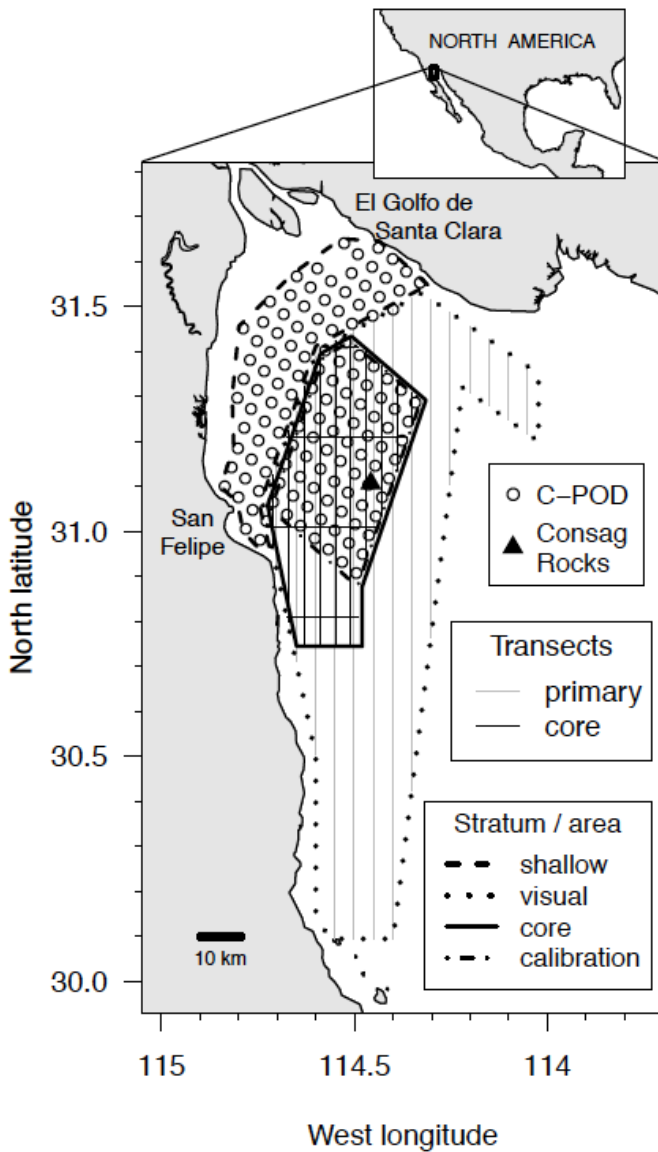 NORTH AMERICA
El Golfo de
Santa Clara
31.5
C−POD
San
Felipe
31.0
Consag
Rocks
North latitude
Transects
primary
core
30.5
Stratum / area
shallow
visual
core
calibration
10 km
30.0
115
114.5
114
West longitude